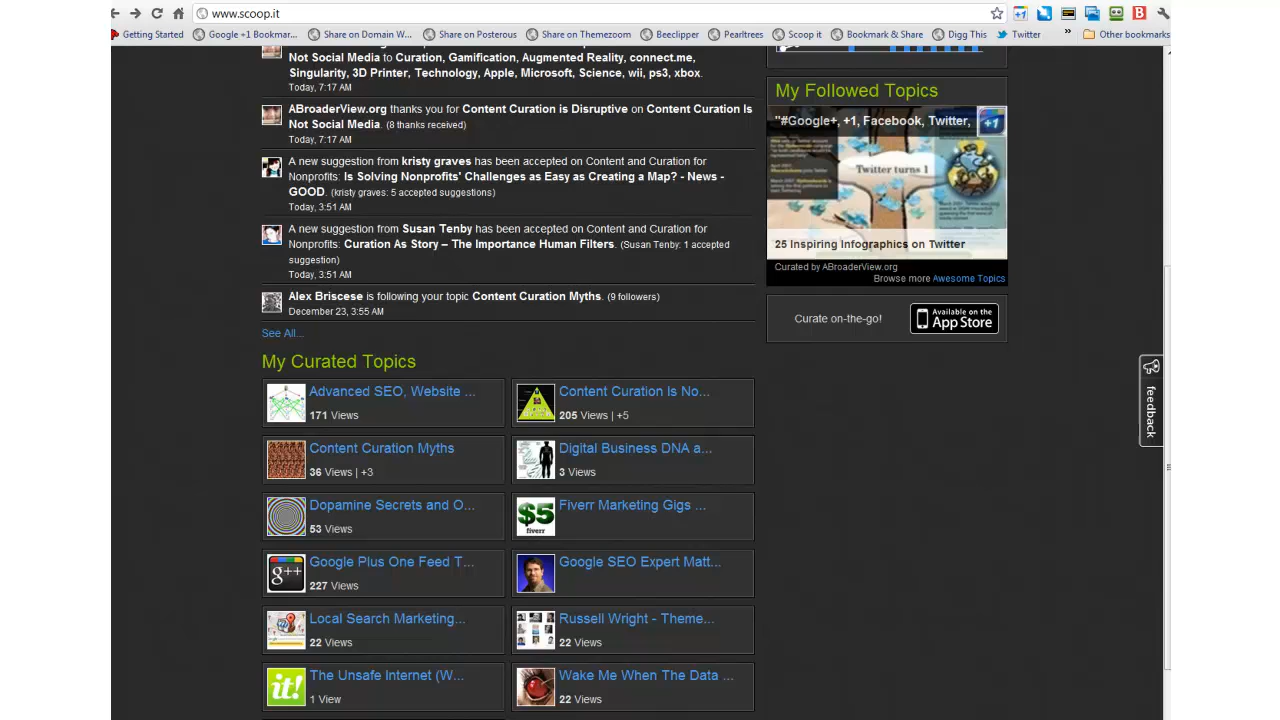 www.scoop.it
Getting Started
Google +1 Bookmar...
Share on Domain W...
Share on Posterous
Share on Themezoom
Beeclipper
Pearltrees
Scoop it
Bookmark & Share
Digg This
Twitter
»
Other bookmarks
Not Social Media to Curation, Gamification, Augmented Reality, connect.me,
Singularity, 3D Printer, Technology, Apple, Microsoft, Science, wii, ps3, xbox.
Today, 7:17 AM
ABroaderView.org thanks you for Content Curation is Disruptive on Content Curation Is
Not Social Media. (8 thanks received)
Today, 7:17 AM
A new suggestion from kristy graves has been accepted on Content and Curation for
Nonprofits: Is Solving Nonprofits' Challenges as Easy as Creating a Map? - News -
GOOD. (kristy graves: 5 accepted suggestions)
Today, 3:51 AM
A new suggestion from Susan Tenby has been accepted on Content and Curation for
Nonprofits: Curation As Story – The Importance Human Filters. (Susan Tenby: 1 accepted
suggestion)
Today, 3:51 AM
Alex Briscese is following your topic Content Curation Myths. (9 followers)
December 23, 3:55 AM
See All...
My Curated Topics
Advanced SEO, Website ...
171 Views
Content Curation Is No...
205 Views | +5
Content Curation Myths
36 Views | +3
Digital Business DNA a...
3 Views
Dopamine Secrets and O...
53 Views
$5
fiverr
Fiverr Marketing Gigs ...
g++
Google Plus One Feed T...
227 Views
Google SEO Expert Matt...
Local Search Marketing...
22 Views
Russell Wright - Theme...
22 Views
it!
The Unsafe Internet (W...
1 View
Wake Me When The Data ...
22 Views
My Followed Topics
"#Google+, +1, Facebook, Twitter,
+1
Twitter turns 1
25 Inspiring Infographics on Twitter
Curated by ABroaderView.org
Browse more Awesome Topics
Curate on-the-go!
Available on the
App Store
feedback